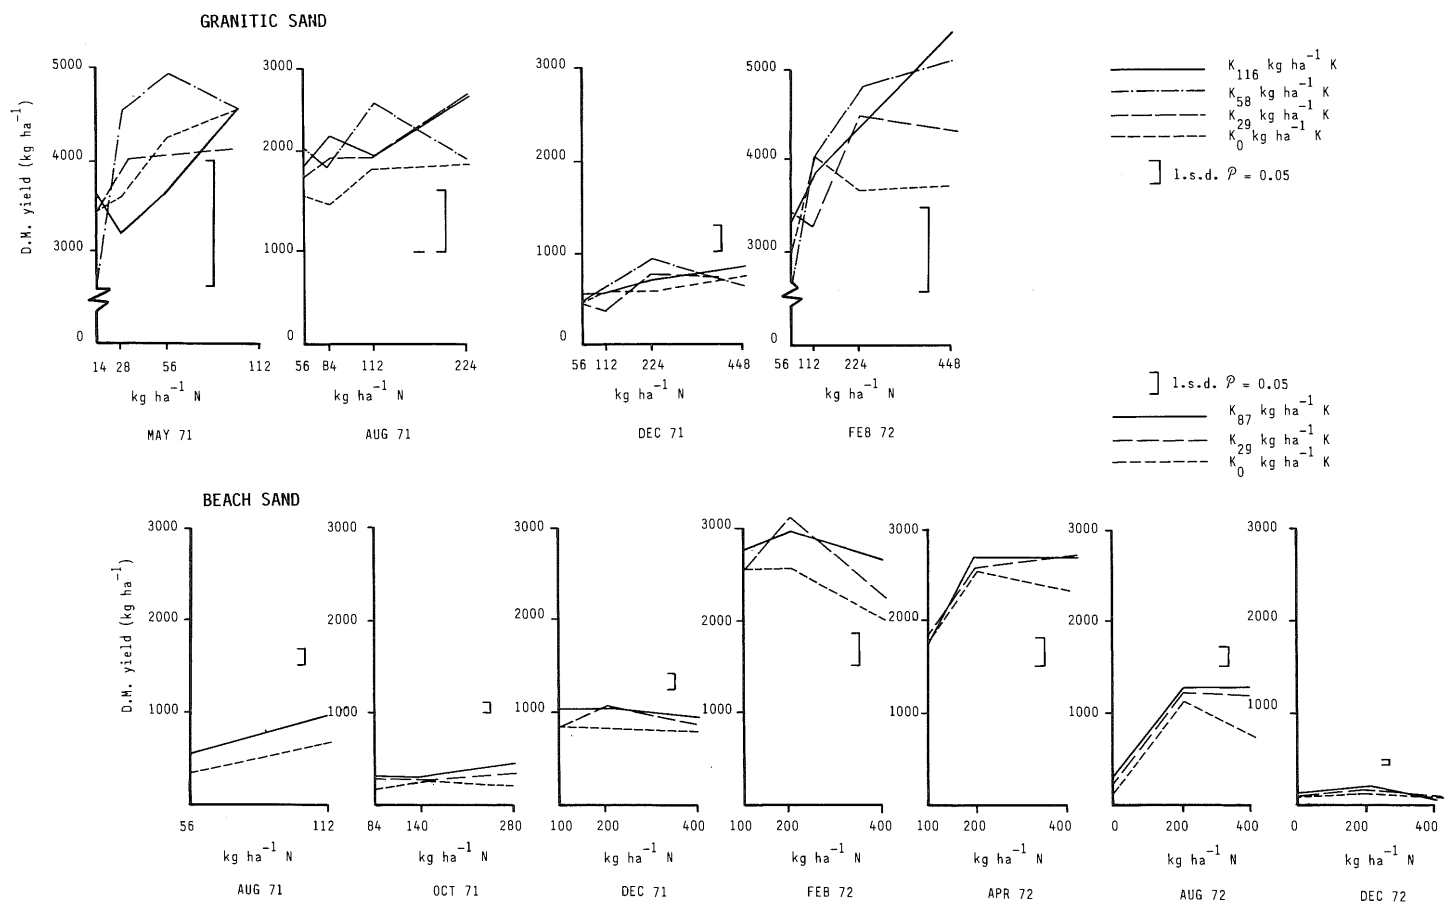 GRANITIC SAND
D.M. yield (kg ha⁻¹)
5000
4000
3000
0
14 28 56 112
kg ha⁻¹ N
MAY 71
3000
2000
1000
0
56 B4 112 224
kg ha⁻¹ N
AUG 71
3000
2000
1000
0
56 112 224 448
kg ha⁻¹ N
DEC 71
5000
4000
3000
0
56 112 224 448
kg ha⁻¹ N
FEB 72
K₁₁₆ kg ha⁻¹ K
K₅₈ kg ha⁻¹ K
K₂₉ kg ha⁻¹ K
K₀ kg ha⁻¹ K
l.s.d. P = 0.05
l.s.d. P = 0.05
K₈₇ kg ha⁻¹ K
K₂₉ kg ha⁻¹ K
K₀ kg ha⁻¹ K
BEACH SAND
D.M. yield (kg ha⁻¹)
3000
2000
1000
56 112
kg ha⁻¹ N
AUG 71
3000
2000
1000
84 140 280
kg ha⁻¹ N
OCT 71
3000
2000
1000
100 200 400
kg ha⁻¹ N
DEC 71
3000
2000
1000
100 200 400
kg ha⁻¹ N
FEB 72
3000
2000
1000
100 200 400
kg ha⁻¹ N
APR 72
3000
2000
1000
0 200 400
kg ha⁻¹ N
AUG 72
3000
2000
1000
0 200 400
kg ha⁻¹ N
DEC 72